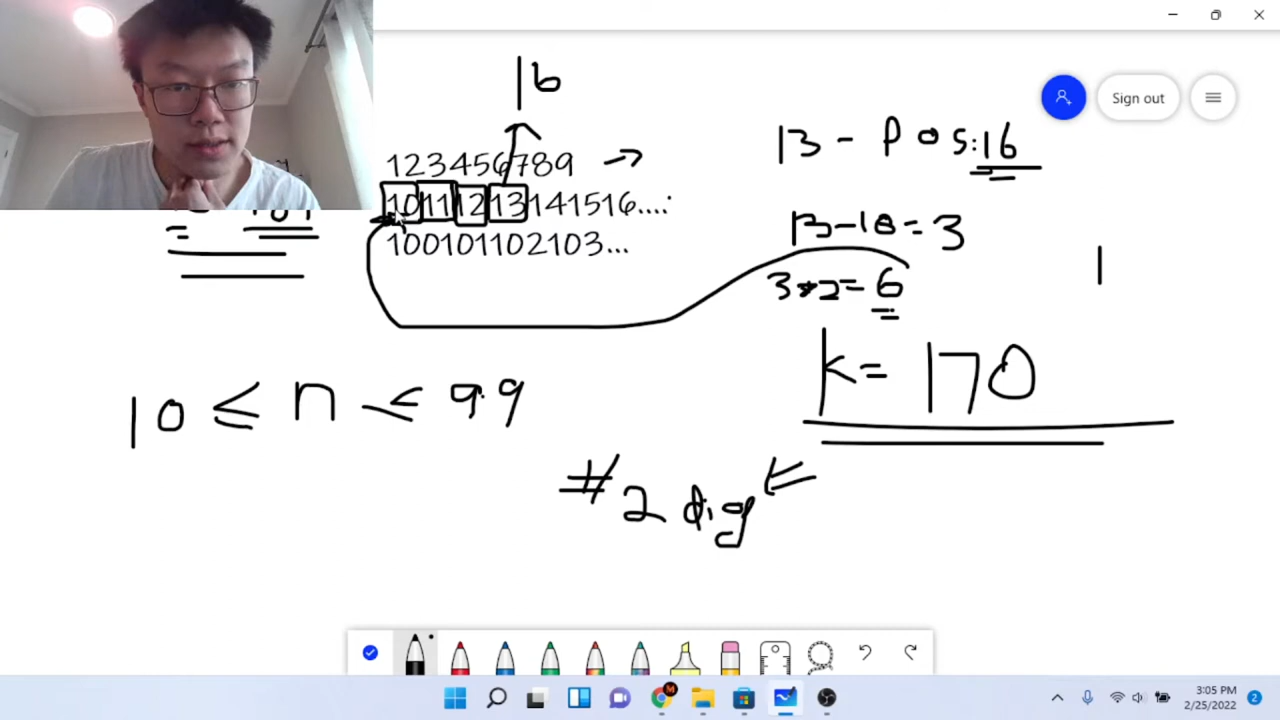 16
123456789 →
10111213141516....
100101102103...
Sign out
13 - Pos:16
13-10=3
3*2=6
1
k= 170
10 ≤ n ≤ 99
# 2 dig ≤
3:05 PM
2/25/2022
2